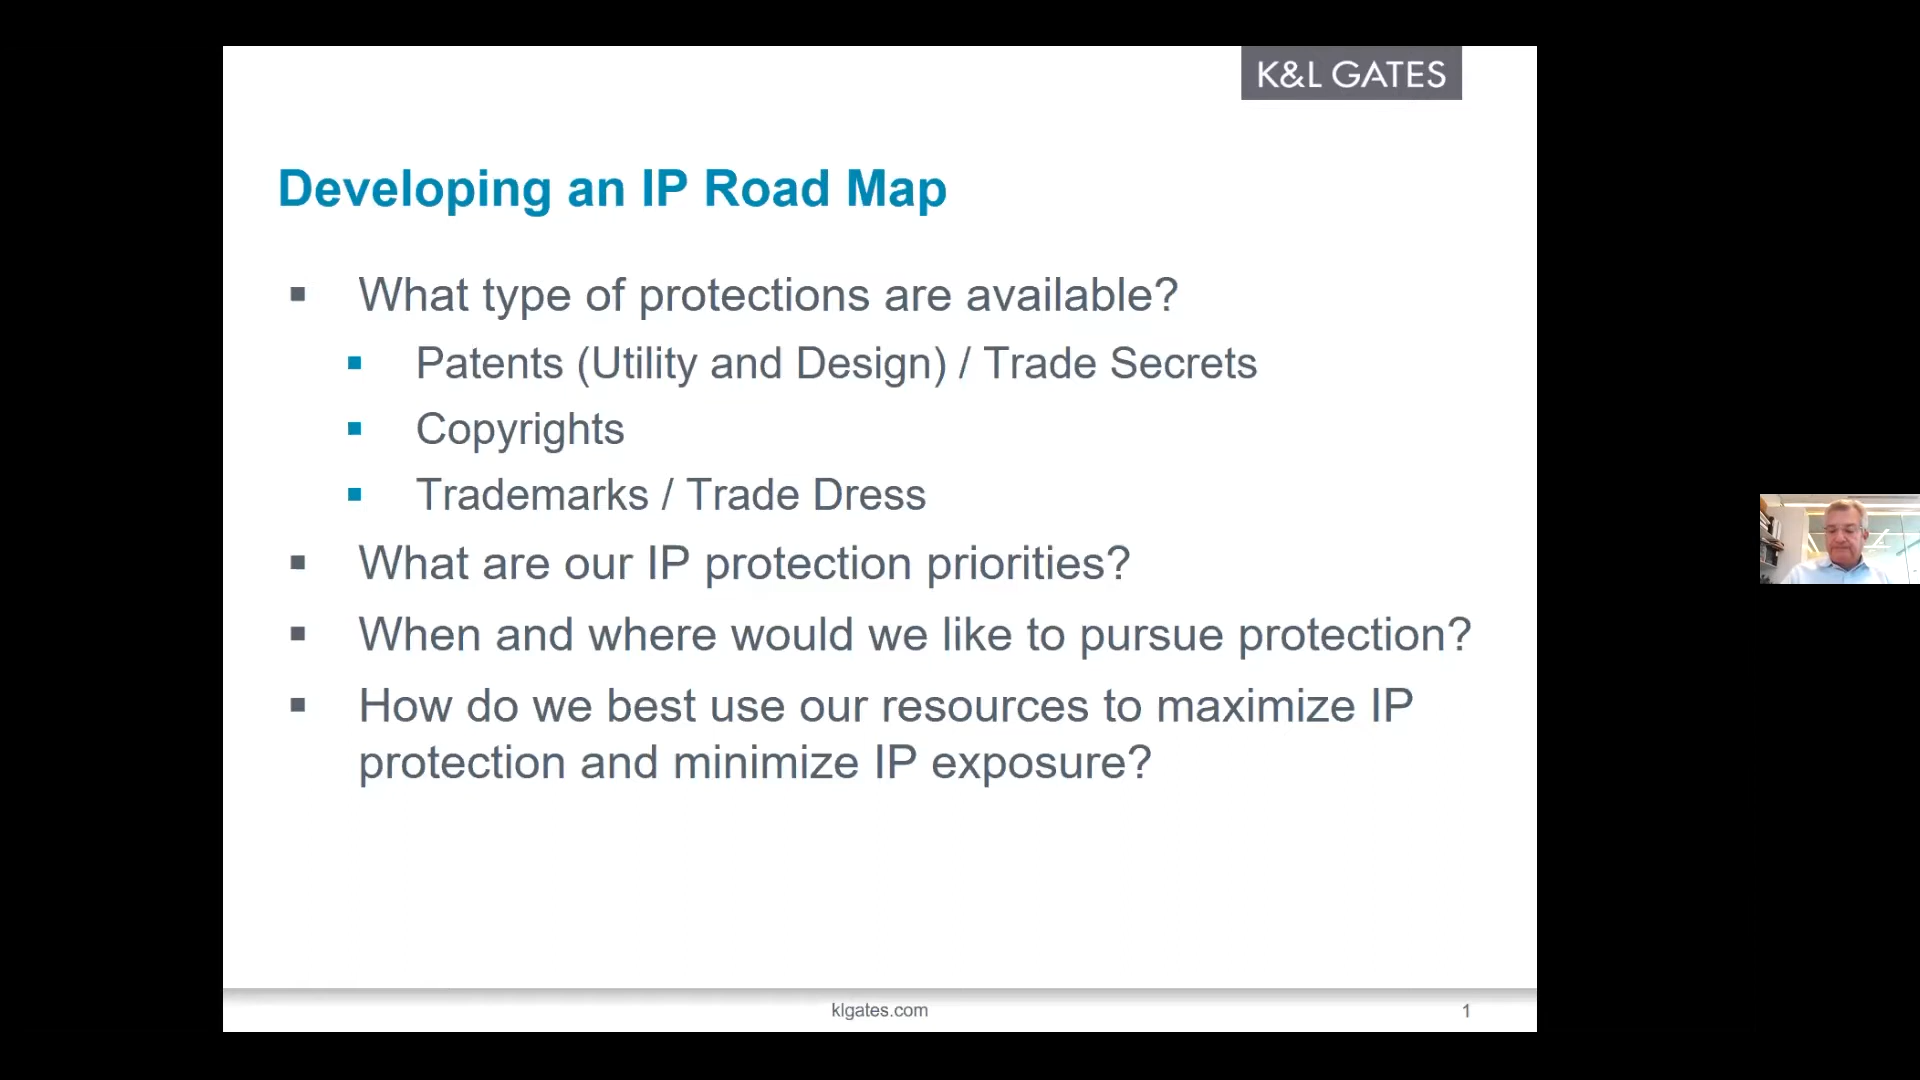 K&L GATES
Developing an IP Road Map
▪ What type of protections are available?
▪ Patents (Utility and Design) / Trade Secrets
▪ Copyrights
▪ Trademarks / Trade Dress
▪ What are our IP protection priorities?
▪ When and where would we like to pursue protection?
▪ How do we best use our resources to maximize IP
protection and minimize IP exposure?
klgates.com
1